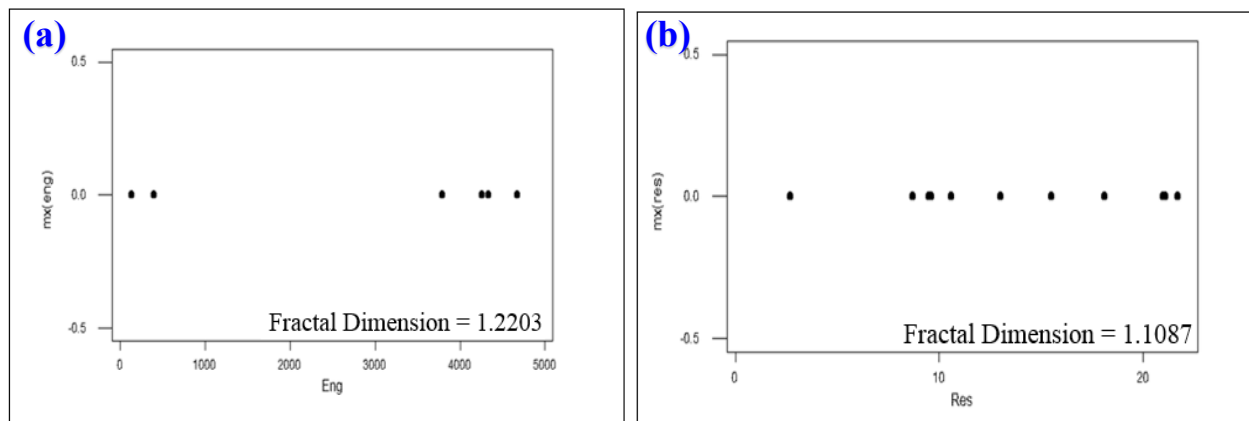 (a)
0.5
0.0
-0.5
mx(eng)
0
1000
2000
3000
4000
5000
Eng
Fractal Dimension = 1.2203
(b)
0.5
0.0
-0.5
mx(res)
0
10
20
Res
Fractal Dimension = 1.1087